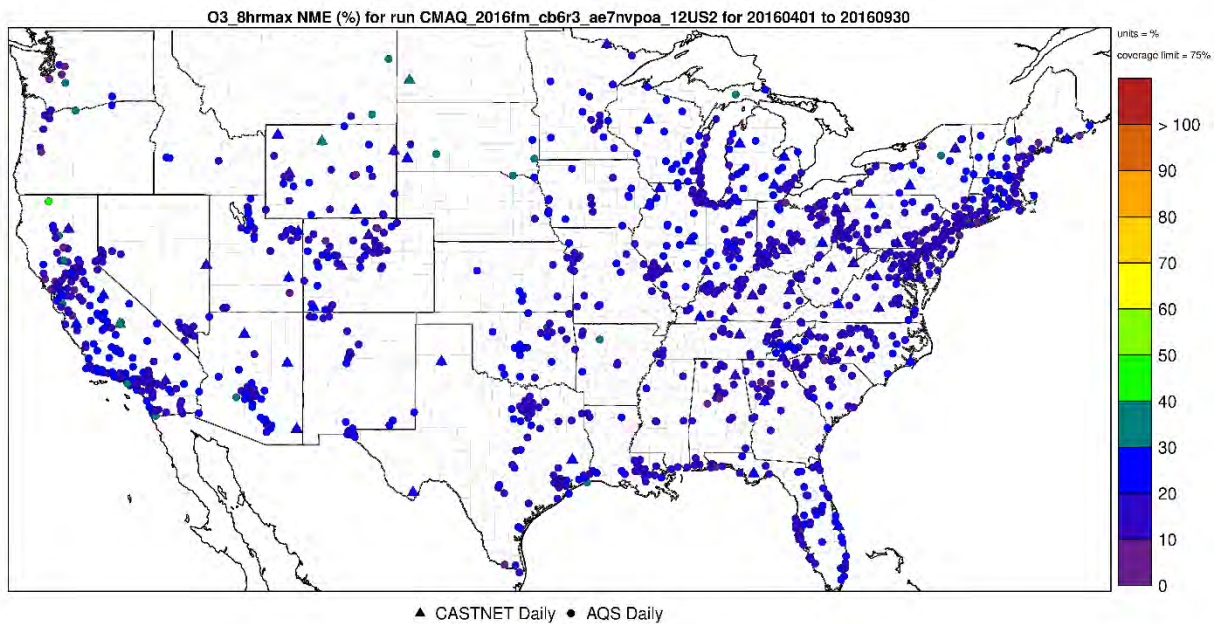 O3_8hrmax NME (%) for run CMAQ_2016fm_cb6r3_ae7nvpoa_12US2 for 20160401 to 20160930
units = %
coverage limit = 75%
> 100
90
80
70
60
50
40
30
20
10
0
CASTNET Daily AQS Daily